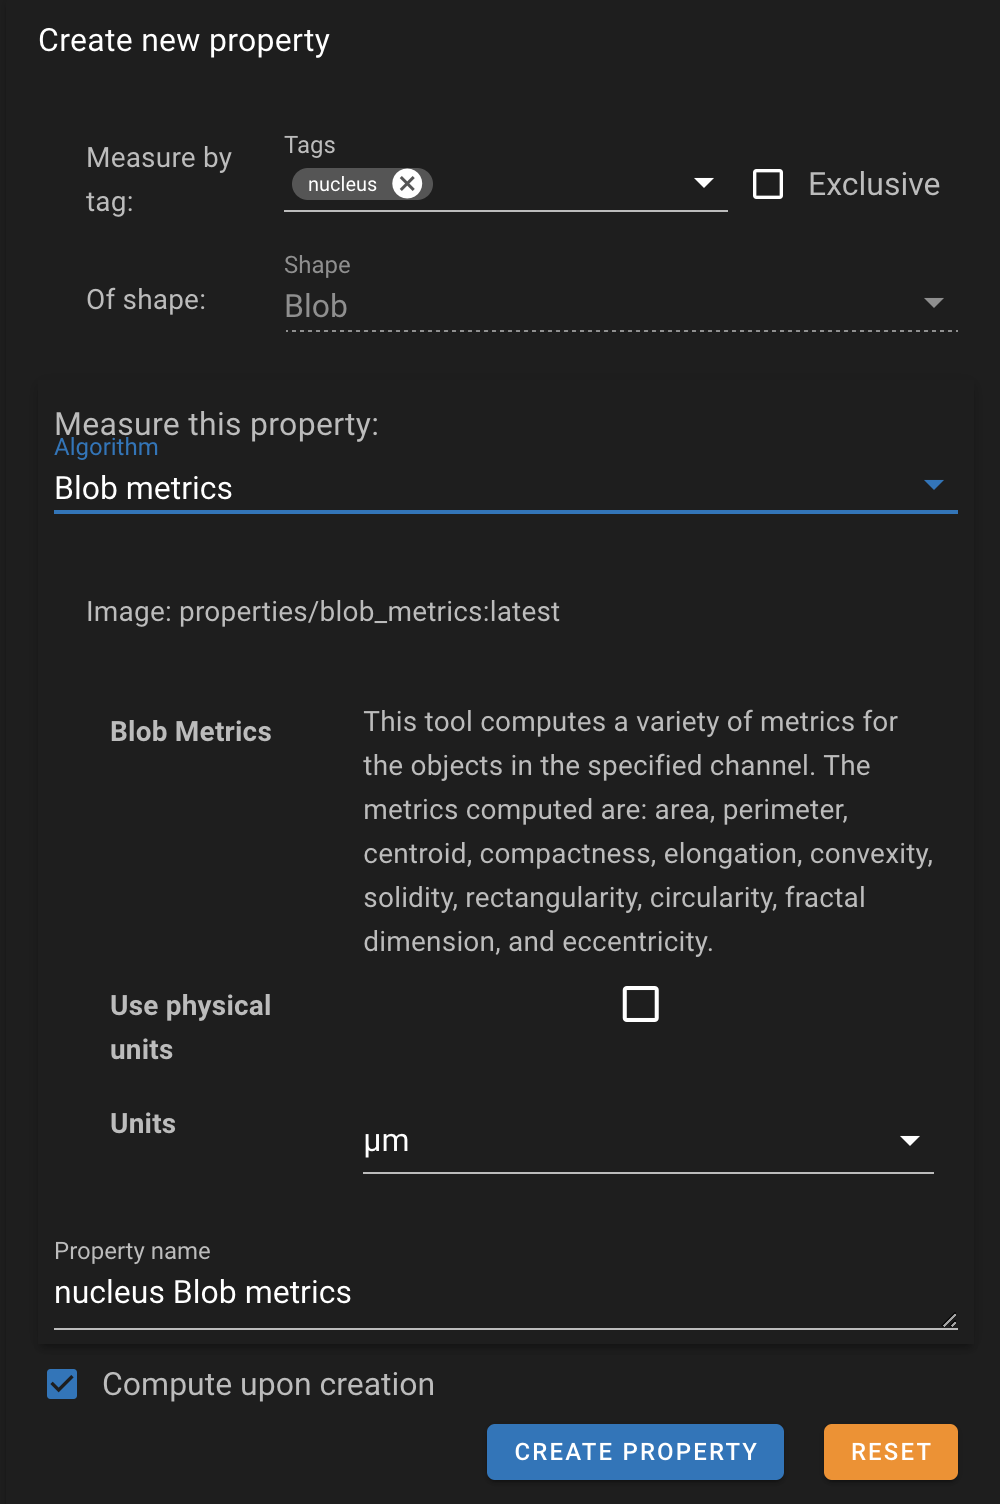 Create new property
Measure by
tag:
Tags
nucleus
Exclusive
Of shape:
Shape
Blob
Measure this property:
Algorithm
Blob metrics
Image: properties/blob_metrics:latest
Blob Metrics
This tool computes a variety of metrics for
the objects in the specified channel. The
metrics computed are: area, perimeter,
centroid, compactness, elongation, convexity,
solidity, rectangularity, circularity, fractal
dimension, and eccentricity.
Use physical
units
Units
µm
Property name
nucleus Blob metrics
Compute upon creation
CREATE PROPERTY
RESET